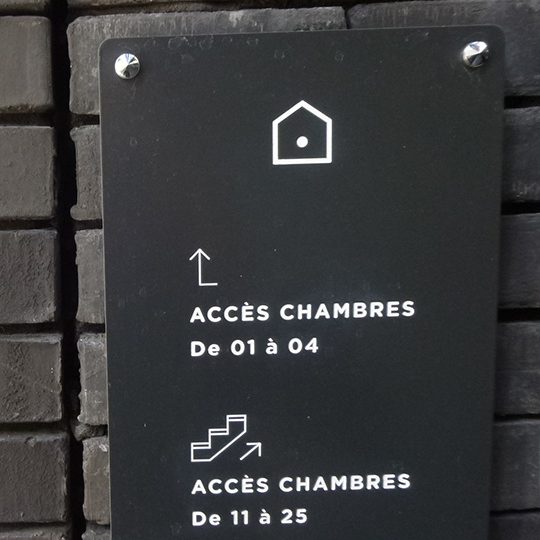 ACCÈS CHAMBRES
De 01 à 04
ACCÈS CHAMBRES
De 11 à 25